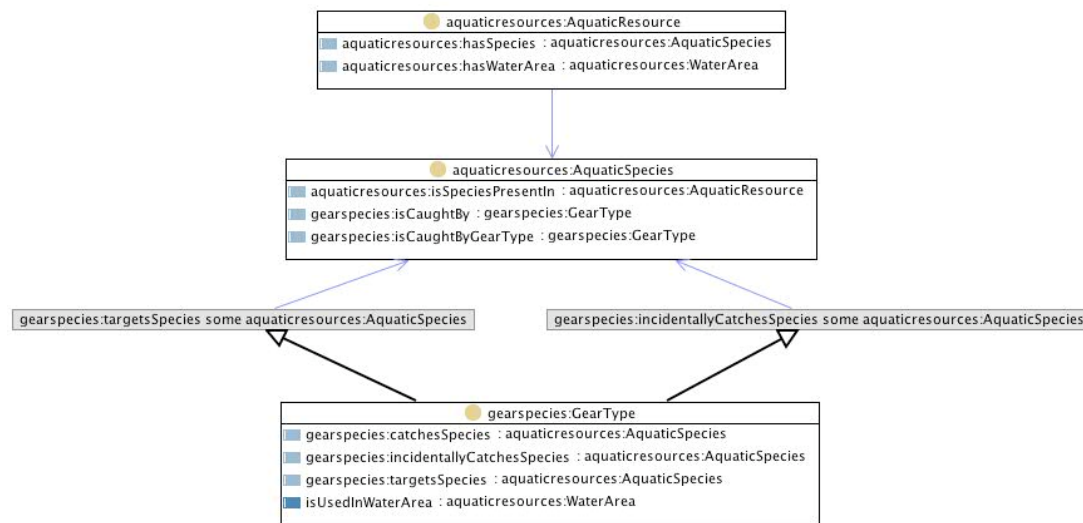 aquaticresources:AquaticResource
aquaticresources:hasSpecies : aquaticresources:AquaticSpecies
aquaticresources:hasWaterArea : aquaticresources:WaterArea
aquaticresources:AquaticSpecies
aquaticresources:isSpeciesPresentIn : aquaticresources:AquaticResource
gearspecies:isCaughtBy : gearspecies:GearType
gearspecies:isCaughtByGearType : gearspecies:GearType
gearspecies:targetsSpecies some aquaticresources:AquaticSpecies
gearspecies:incidentallyCatchesSpecies some aquaticresources:AquaticSpecies
gearspecies:GearType
gearspecies:catchesSpecies : aquaticresources:AquaticSpecies
gearspecies:incidentallyCatchesSpecies : aquaticresources:AquaticSpecies
gearspecies:targetsSpecies : aquaticresources:AquaticSpecies
isUsedInWaterArea : aquaticresources:WaterArea